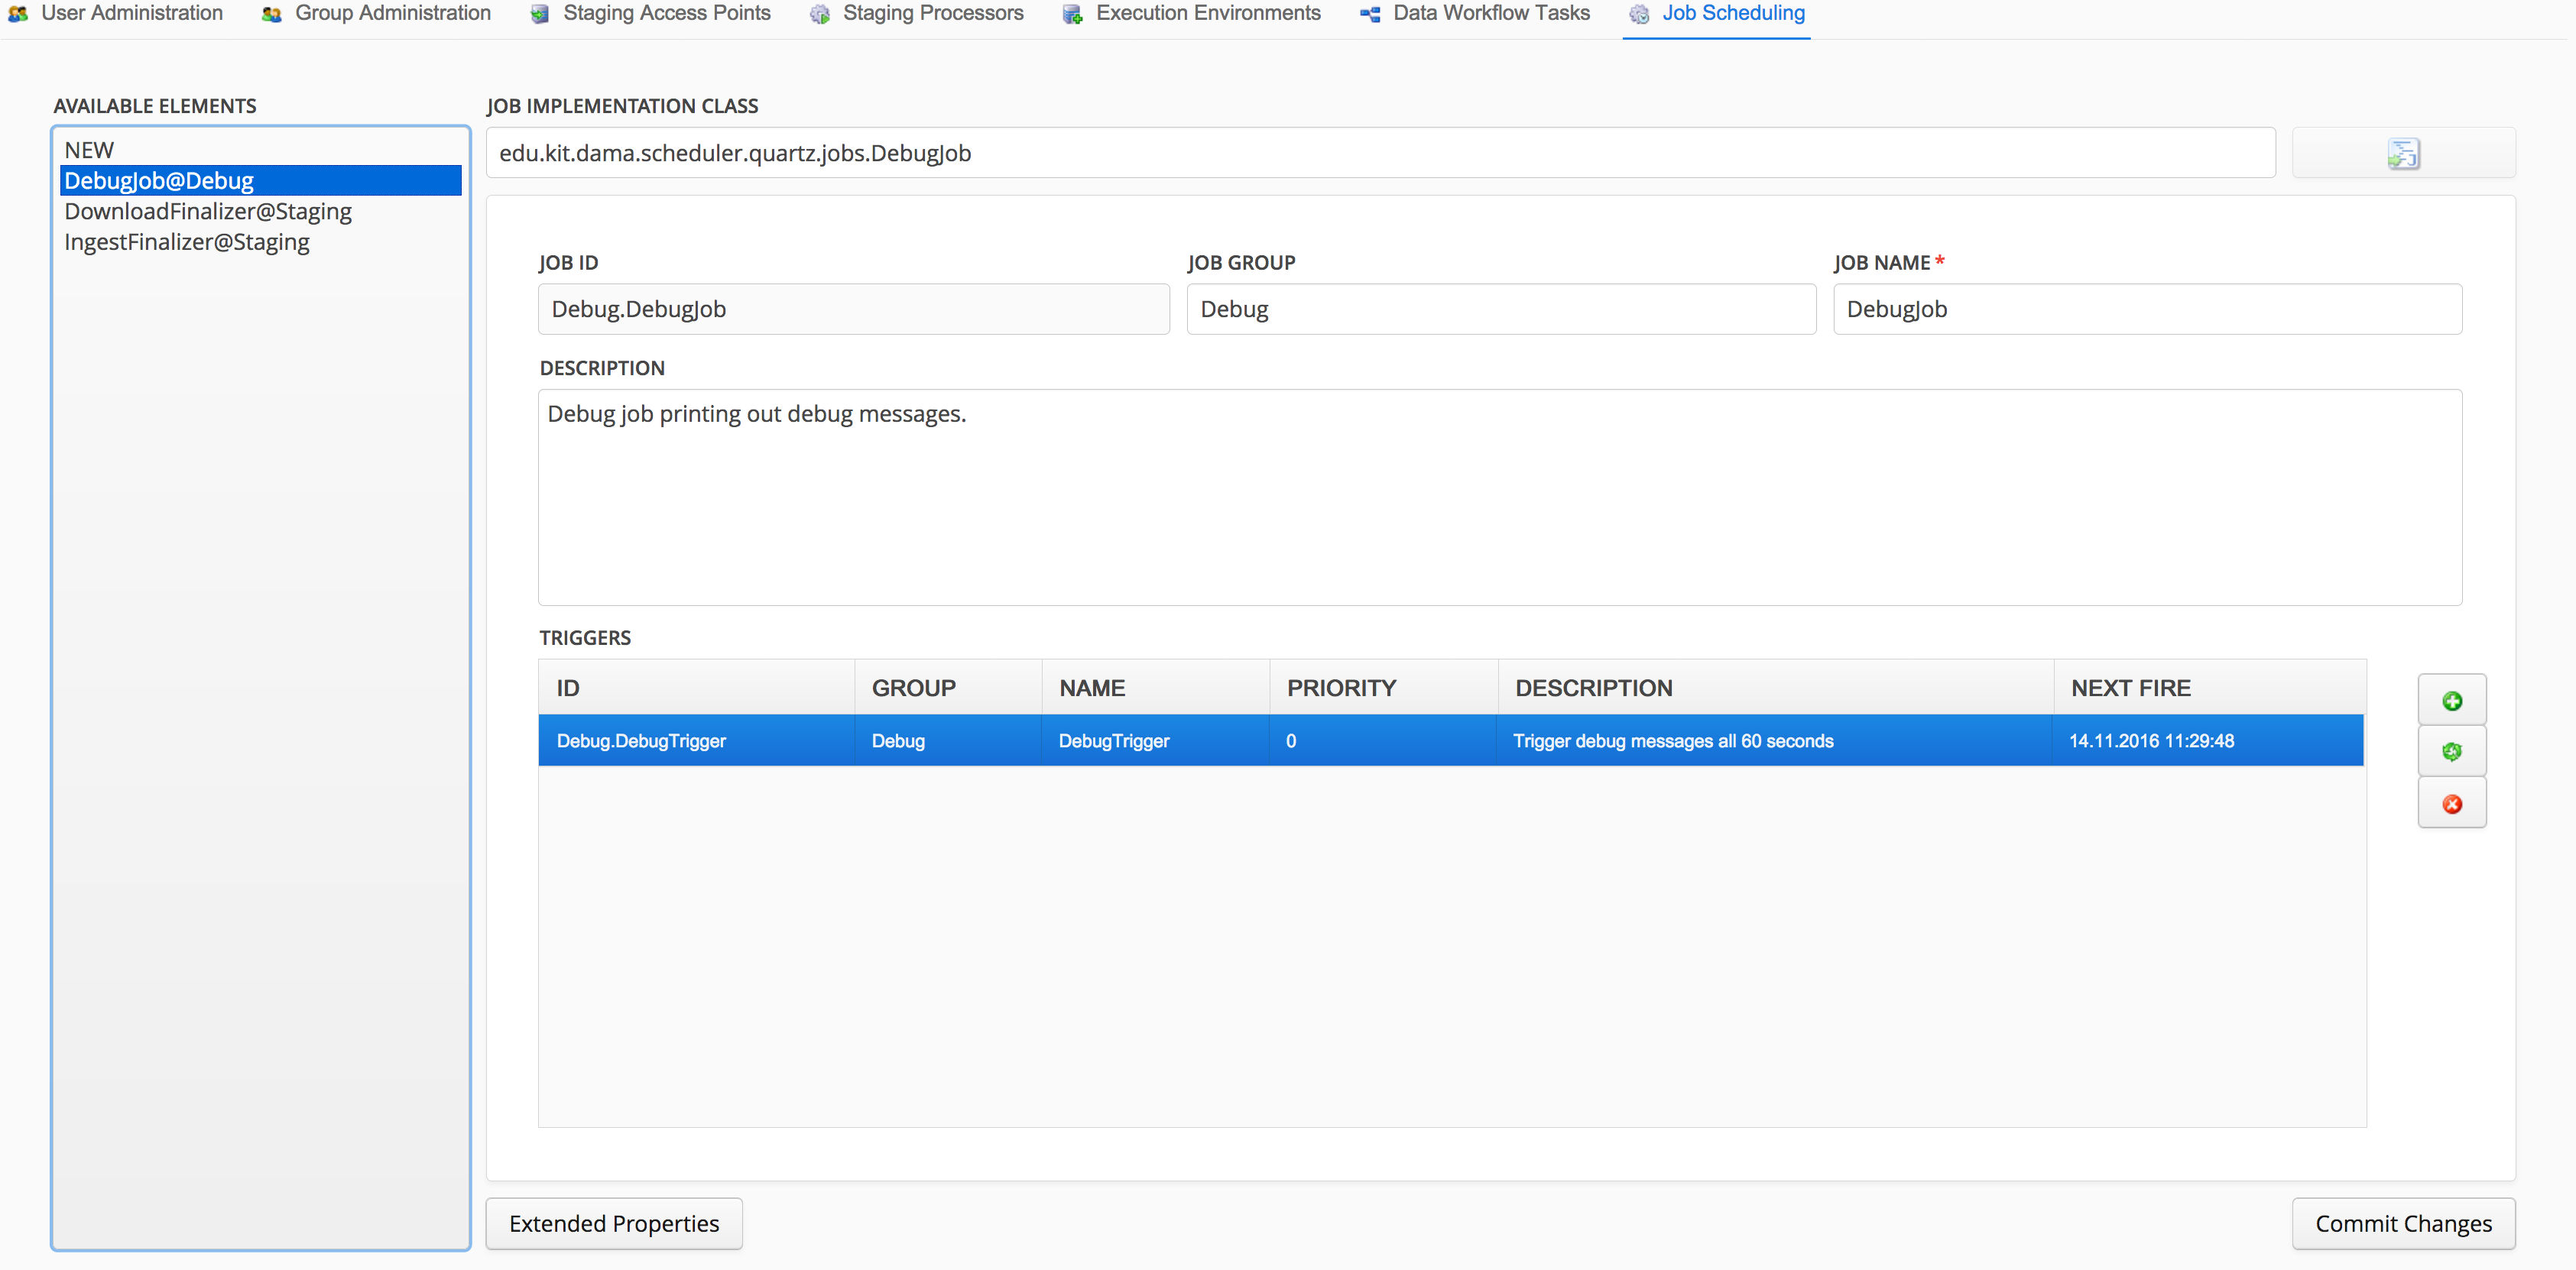 User Administration Group Administration Staging Access Points Staging Processors Execution Environments Data Workflow Tasks Job Scheduling
AVAILABLE ELEMENTS
NEW
DebugJob@Debug
DownloadFinalizer@Staging
IngestFinalizer@Staging
JOB IMPLEMENTATION CLASS
edu.kit.dama.scheduler.quartz.jobs.DebugJob
JOB ID JOB GROUP JOB NAME *
Debug.DebugJob Debug DebugJob
DESCRIPTION
Debug job printing out debug messages.
TRIGGERS
ID GROUP NAME PRIORITY DESCRIPTION NEXT FIRE
Debug.DebugTrigger Debug DebugTrigger 0 Trigger debug messages all 60 seconds 14.11.2016 11:29:48
Extended Properties Commit Changes